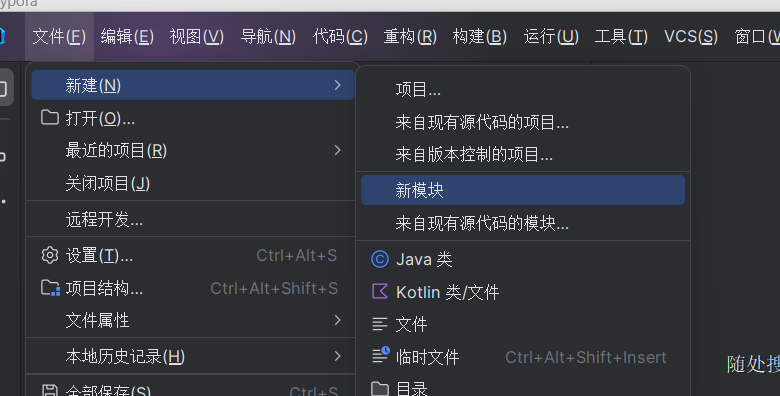 ypora
文件(F) 编辑(E) 视图(V) 导航(N) 代码(C) 重构(R) 构建(B) 运行(U) 工具(T) VCS(S) 窗口(W
新建(N)
打开(O)...
最近的项目(R)
关闭项目(J)
远程开发...
设置(T)... Ctrl+Alt+S
项目结构... Ctrl+Alt+Shift+S
文件属性
本地历史记录(H)
全部保存(S) Ctrl+S
项目...
来自现有源代码的项目...
来自版本控制的项目...
新模块
来自现有源代码的模块...
Java 类
Kotlin 类/文件
文件
临时文件 Ctrl+Alt+Shift+Insert
目录
随处搜